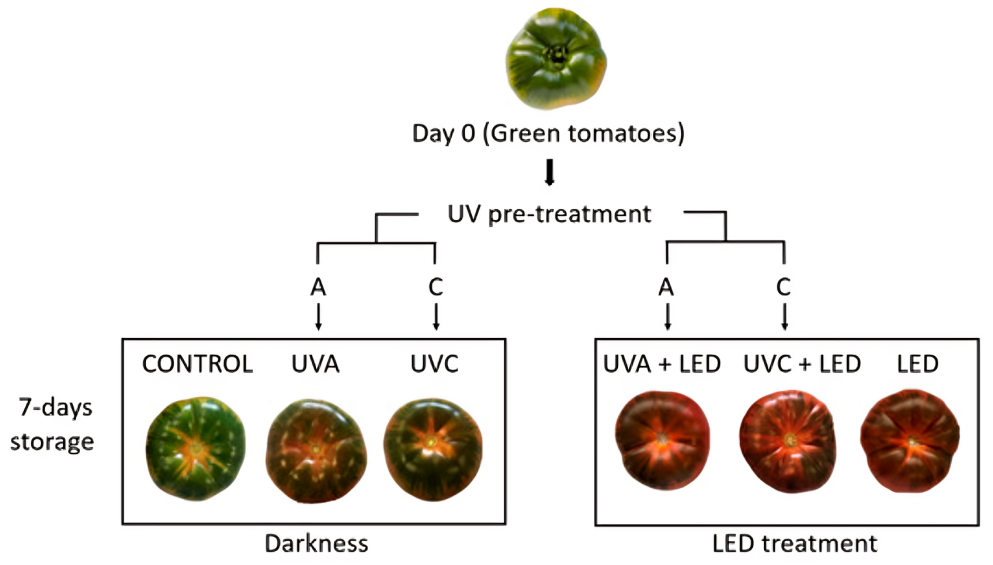 Day 0 (Green tomatoes)
UV pre-treatment
A
C
A
C
CONTROL
UVA
UVC
UVA + LED
UVC + LED
LED
7-days
storage
Darkness
LED treatment